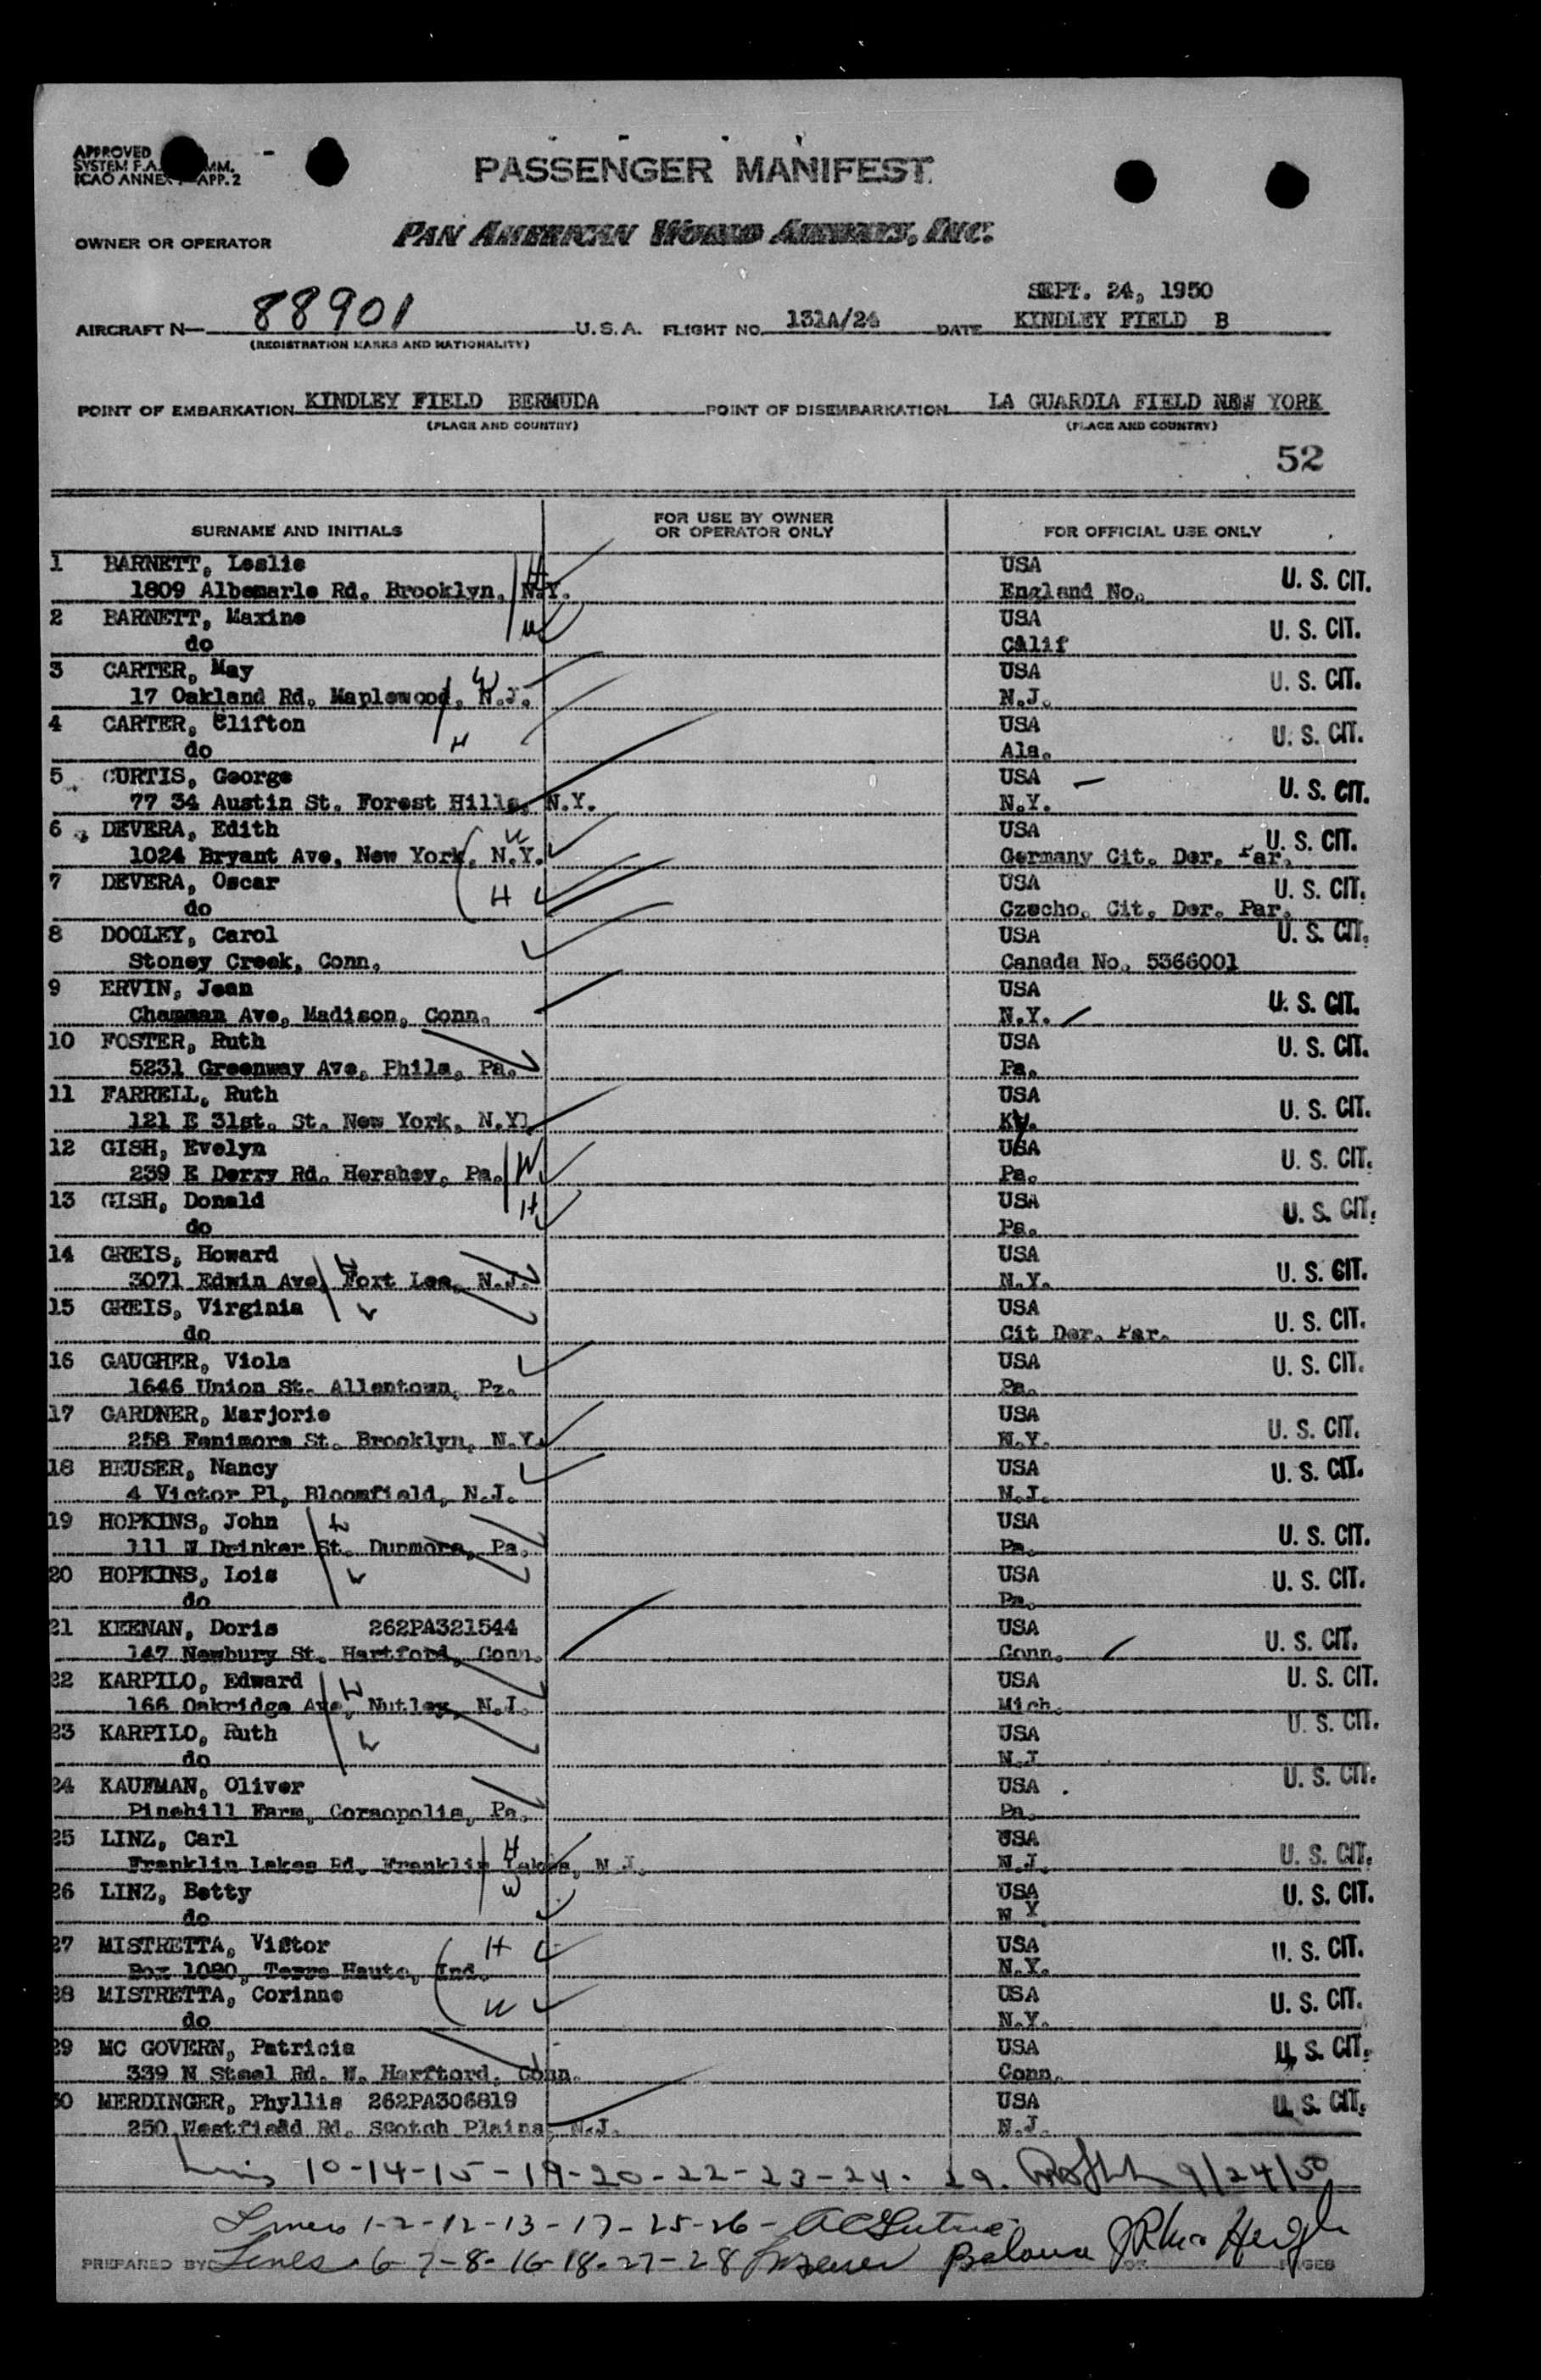 APPROVED
SYSTEM F.A. MM.
ICAO ANNEX APP. 2
PASSENGER MANIFEST
OWNER OR OPERATOR PAN AMERICAN WORLD AIRWAYS, INC.
SEPT. 24, 1950
AIRCRAFT N— 88901 U.S.A. FLIGHT NO. 131A/24 DATE KINDLEY FIELD B
(REGISTRATION MARKS AND NATIONALITY)
POINT OF EMBARKATION KINDLEY FIELD BERMUDA POINT OF DISEMBARKATION LA GUARDIA FIELD NEW YORK
(PLACE AND COUNTRY) (PLACE AND COUNTRY)
52
SURNAME AND INITIALS FOR USE BY OWNER OR OPERATOR ONLY FOR OFFICIAL USE ONLY
1 BARNETT, Leslie H USA U. S. CIT.
1809 Albemarle Rd. Brooklyn, N.Y. England No.
2 BARNETT, Maxine W USA U. S. CIT.
do Calif
3 CARTER, May W USA U. S. CIT.
17 Oakland Rd. Maplewood, N.J. N.J.
4 CARTER, Clifton USA U. S. CIT.
do H Ala.
5 CURTIS, George USA U. S. CIT.
77 34 Austin St. Forest Hills, N.Y. N.Y.
6 DEVERA, Edith W USA U. S. CIT.
1024 Bryant Ave, New York, N.Y. Germany Cit. Der. Par.
7 DEVERA, Oscar H USA U. S. CIT.
do Czecho. Cit. Der. Par.
8 DOOLEY, Carol USA U. S. CIT.
Stoney Creek, Conn. Canada No. 5366001
9 ERVIN, Jean USA U. S. CIT.
Ave, Madison, Conn. N.Y.
10 FOSTER, Ruth USA U. S. CIT.
5231 Greenway Ave, Phila, Pa. Pa.
11 FARRELL, Ruth USA U. S. CIT.
121 E 31st. St. New York, N.Y. Ky.
12 GISH, Evelyn W USA U. S. CIT.
239 E Derry Rd. Hershey, Pa. Pa.
13 GISH, Donald H USA U. S. CIT.
do Pa.
14 GREIS, Howard USA U. S. CIT.
3071 Edwin Ave, Fort Lee, N.J. N.Y.
15 GREIS, Virginia USA U. S. CIT.
do Cit Der. Par.
16 GAUGHER, Viola USA U. S. CIT.
1646 Union St. Allentown, Pz. Pa.
17 GARDNER, Marjorie USA U. S. CIT.
258 Fenimore St. Brooklyn, N.Y. N.Y.
18 BEUSER, Nancy USA U. S. CIT.
4 Victor Pl, Bloomfield, N.J. N.J.
19 HOPKINS, John USA U. S. CIT.
111 W Drinker St. Dunmore, Pa. Pa.
20 HOPKINS, Lois USA U. S. CIT.
do Pa.
21 KEENAN, Doris 262PA321544 USA U. S. CIT.
147 Newbury St. Hartford, Conn. Conn.
22 KARPILO, Edward USA U. S. CIT.
166 Oakridge Ave, Nutley, N.J. Mich.
23 KARPILO, Ruth USA U. S. CIT.
do N.J
24 KAUFMAN, Oliver USA U. S. CIT.
Pinehill Farm, Coraopolis, Pa. Pa.
25 LINZ, Carl H USA U. S. CIT.
Franklin Lakes Rd. Franklin Lakes, N.J. N.J.
26 LINZ, Betty W USA U. S. CIT.
do N Y
27 MISTRETTA, Victor H USA U. S. CIT.
Box 1080, Terre Haute, Ind. N.Y.
28 MISTRETTA, Corinne W USA U. S. CIT.
do N.Y.
29 MC GOVERN, Patricia USA U. S. CIT.
339 N Steel Rd. W. Harftord, Conn. Conn.
30 MERDINGER, Phyllis 262PA306819 USA U. S. CIT.
250 Westfield Rd. Scotch Plains, N.J. N.J.
10-14-15-19-20-22-23-24- 29. 9/24/50
Lines 1-2-12-13-17-25-26-
PREPARED BY Lines 6-7-8-16-18-27-28 Balance OF PAGES